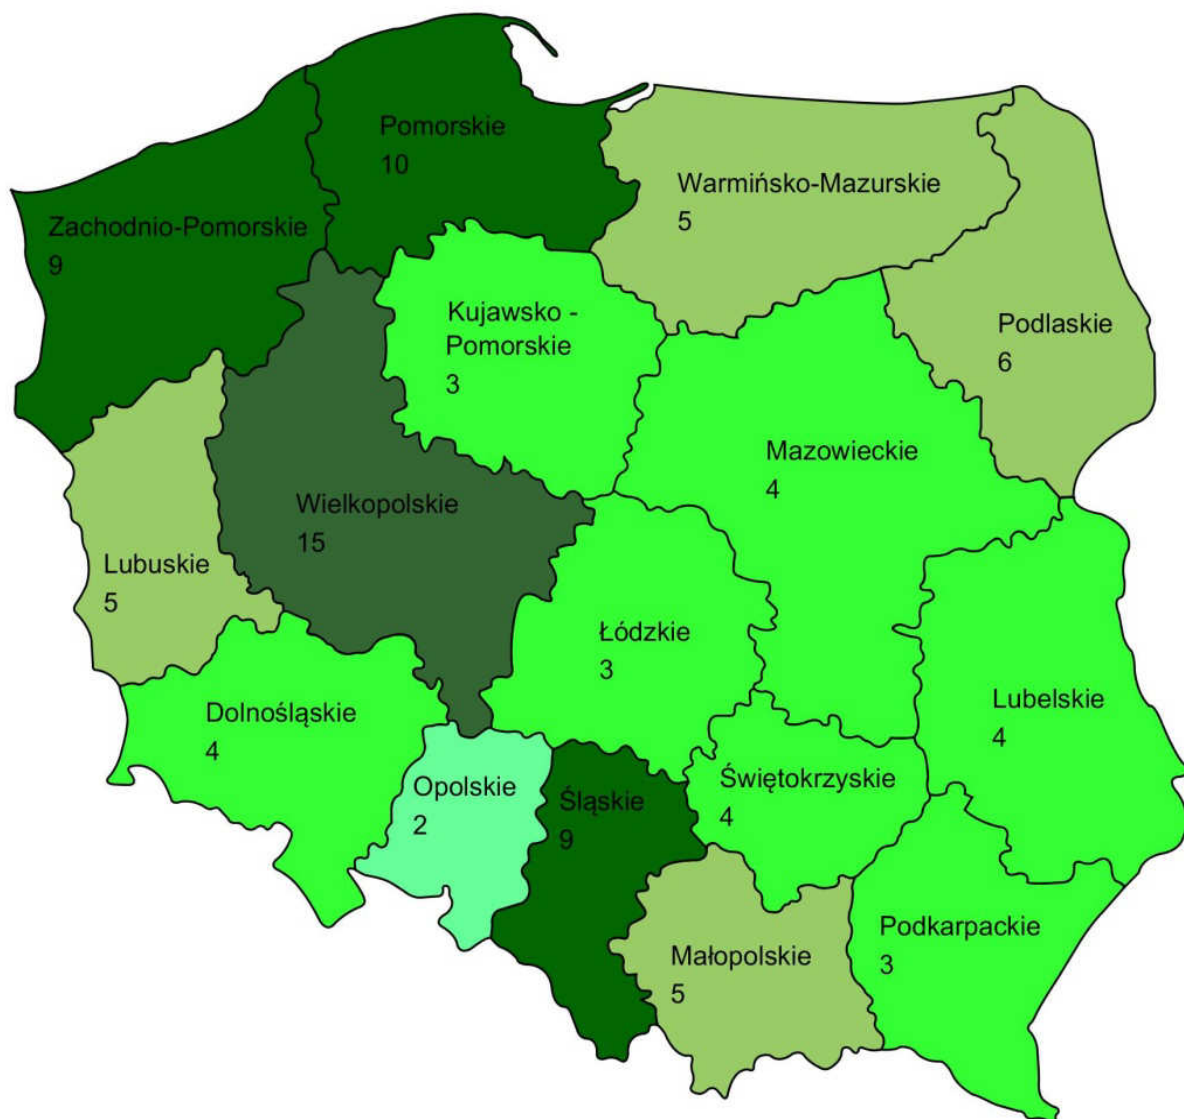 Pomorskie
10
Warmińsko-Mazurskie
5
Zachodnio-Pomorskie
9
Kujawsko -
Pomorskie
3
Podlaskie
6
Mazowieckie
4
Wielkopolskie
15
Lubuskie
5
Łódzkie
3
Dolnośląskie
4
Lubelskie
4
Opolskie
2
Śląskie
9
Świętokrzyskie
4
Małopolskie
5
Podkarpackie
3